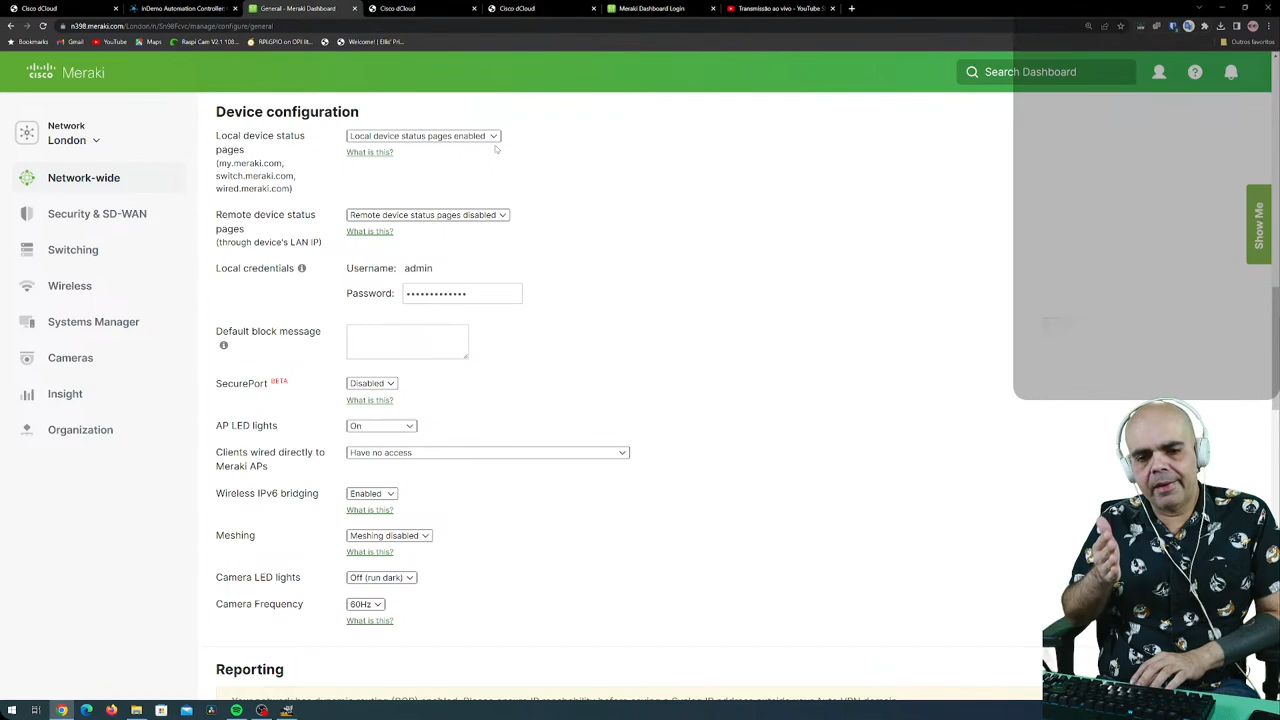 Cisco dCloud
inDemo Automation Controller
General - Meraki Dashboard
Cisco dCloud
Cisco dCloud
Meraki Dashboard Login
Transmissão ao vivo - YouTube S
n398.meraki.com/London/n/Sn98Fcvc/manage/configure/general
Bookmarks
Gmail
YouTube
Maps
Raspi Cam V2.1 108...
RPi.GPIO on OPI lit...
Welcome! | Ellis' Pri...
Outros favoritos
CISCO Meraki
Search Dashboard
Network
London
Network-wide
Security & SD-WAN
Switching
Wireless
Systems Manager
Cameras
Insight
Organization
Device configuration
Local device status
pages
(my.meraki.com,
switch.meraki.com,
wired.meraki.com)
Local device status pages enabled
What is this?
Remote device status
pages
(through device's LAN IP)
Remote device status pages disabled
What is this?
Local credentials
Username: admin
Password:
Default block message
SecurePort BETA
Disabled
What is this?
AP LED lights
On
Clients wired directly to
Meraki APs
Have no access
Wireless IPv6 bridging
Enabled
What is this?
Meshing
Meshing disabled
What is this?
Camera LED lights
Off (run dark)
Camera Frequency
60Hz
What is this?
Reporting
Show Me